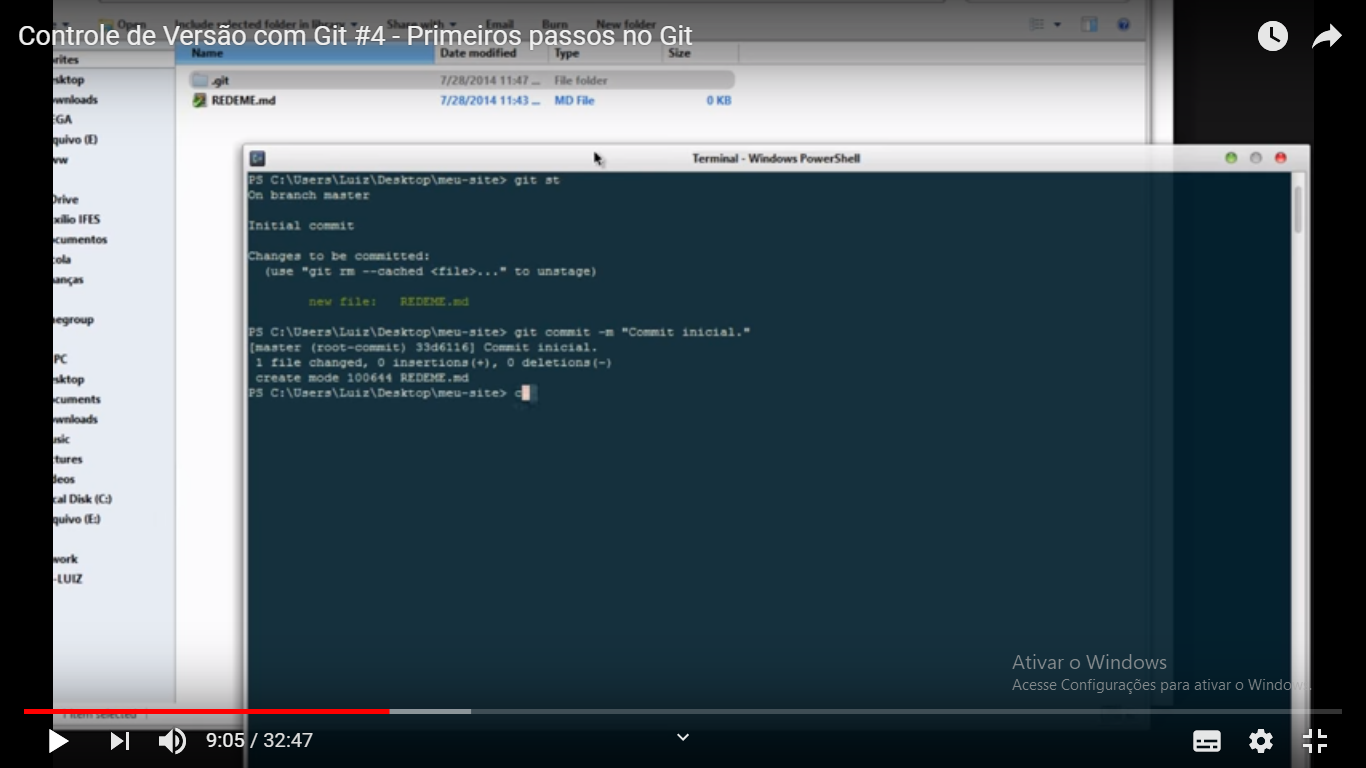 Controle de Versão com Git #4 - Primeiros passos no Git
Open Include selected folder in library Share with Email Burn New folder
Name Date modified Type Size
.git 7/28/2014 11:47 ... File folder
REDEME.md 7/28/2014 11:43 ... MD File 0 KB
rites
sktop
wnloads
EGA
quivo (E)
ww
Drive
xílio IFES
cumentos
cola
anças
egroup
PC
sktop
cuments
wnloads
usic
tures
deos
cal Disk (C:)
quivo (E:)
work
-LUIZ
1 item selected
Terminal - Windows PowerShell
PS C:\Users\Luiz\Desktop\meu-site> git st
On branch master
Initial commit
Changes to be committed:
(use "git rm --cached <file>..." to unstage)
new file: REDEME.md
PS C:\Users\Luiz\Desktop\meu-site> git commit -m "Commit inicial."
[master (root-commit) 33d6116] Commit inicial.
1 file changed, 0 insertions(+), 0 deletions(-)
create mode 100644 REDEME.md
PS C:\Users\Luiz\Desktop\meu-site> c
Ativar o Windows
Acesse Configurações para ativar o Windows.
9:05 / 32:47